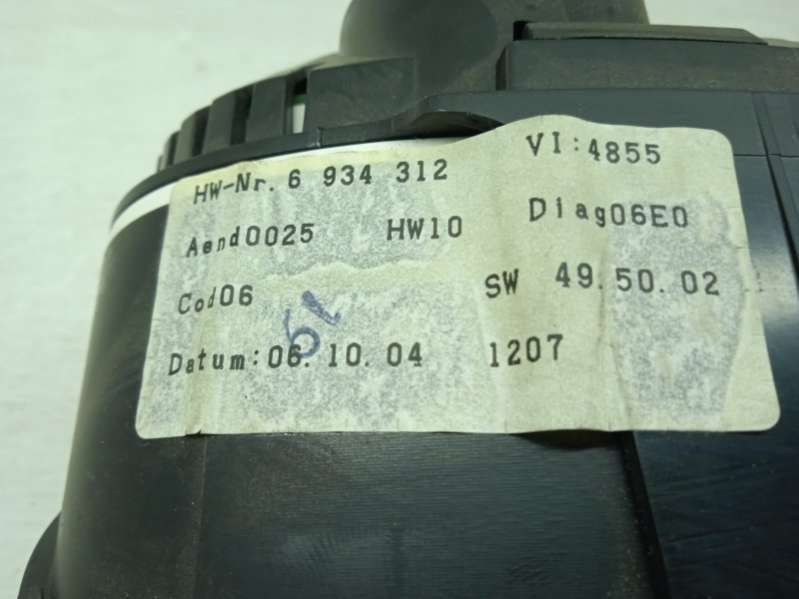 HW-Nr. 6 934 312 VI:4855
Aend0025 HW10 Diag06E0
Cod06 SW 49.50.02
19
Datum:06.10.04 1207